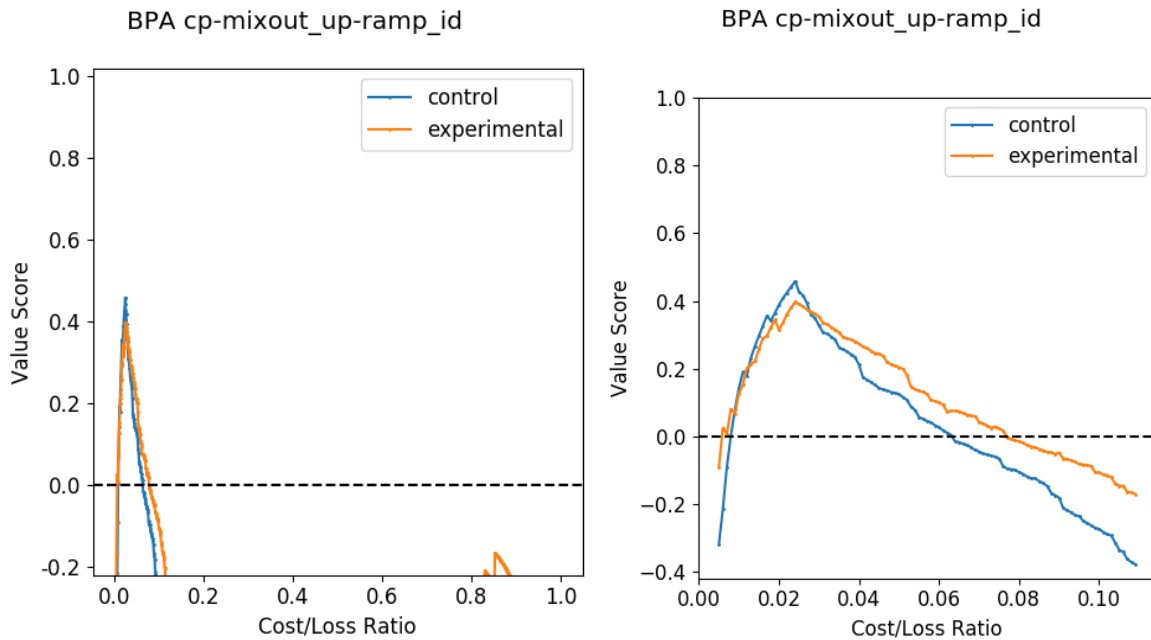 BPA cp-mixout_up-ramp_id
control
experimental
1.0
0.8
0.6
0.4
0.2
0.0
-0.2
Value Score
0.0 0.2 0.4 0.6 0.8 1.0
Cost/Loss Ratio
BPA cp-mixout_up-ramp_id
control
experimental
1.0
0.8
0.6
0.4
0.2
0.0
−0.2
−0.4
Value Score
0.00 0.02 0.04 0.06 0.08 0.10
Cost/Loss Ratio